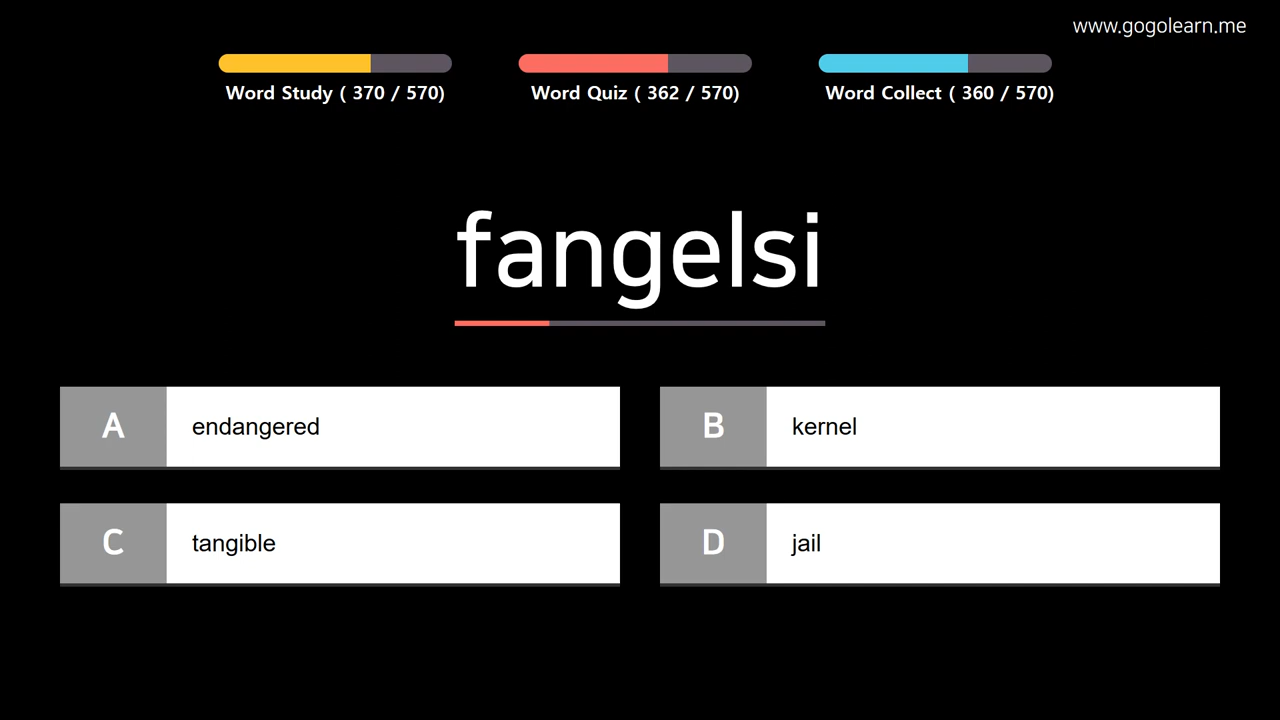 www.gogolearn.me
Word Study ( 370 / 570)
Word Quiz ( 362 / 570)
Word Collect ( 360 / 570)
fangelsi
A endangered
B kernel
C tangible
D jail